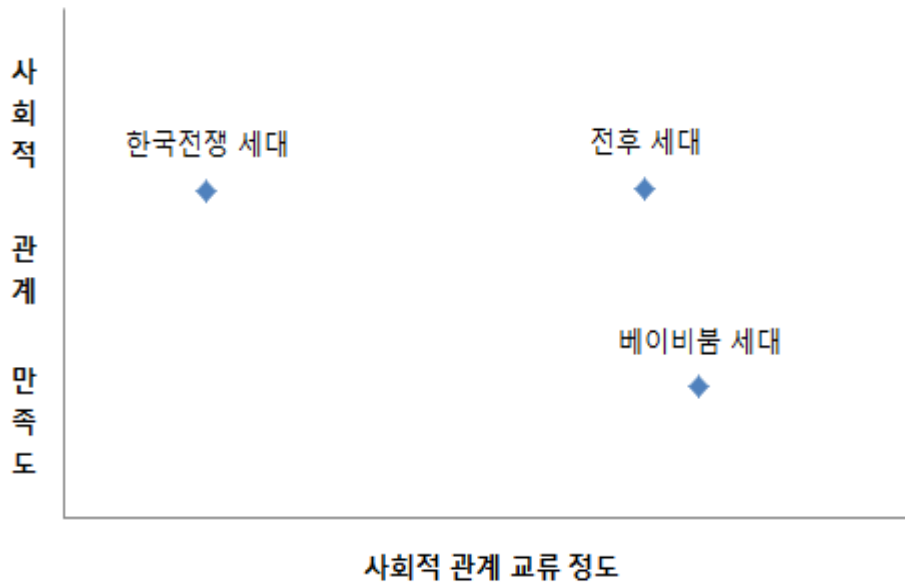 사회적 관계 만족도
한국전쟁 세대
전후 세대
베이비붐 세대
사회적 관계 교류 정도